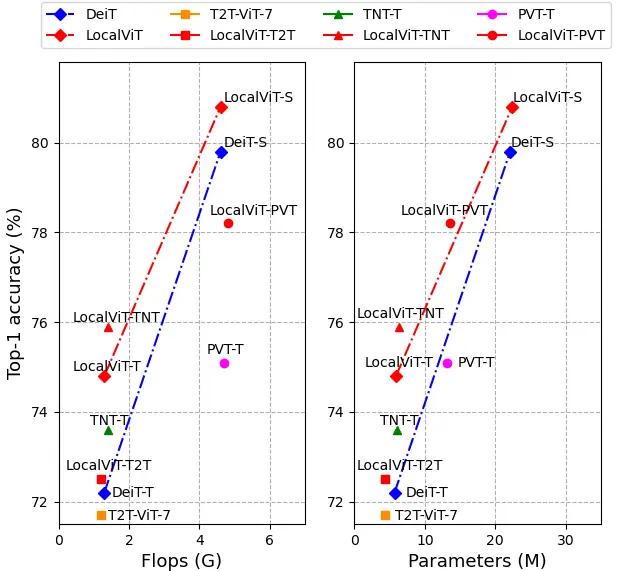 DeiT T2T-ViT-7 TNT-T PVT-T
LocalViT LocalViT-T2T LocalViT-TNT LocalViT-PVT
LocalViT-S
DeiT-S
LocalViT-PVT
LocalViT-TNT
PVT-T
LocalViT-T
TNT-T
LocalViT-T2T
DeiT-T
T2T-ViT-7
80
78
76
74
72
0 2 4 6
Flops (G)
Top-1 accuracy (%)
LocalViT-S
DeiT-S
LocalViT-PVT
LocalViT-TNT
LocalViT-T
PVT-T
TNT-T
LocalViT-T2T
DeiT-T
T2T-ViT-7
80
78
76
74
72
0 10 20 30
Parameters (M)